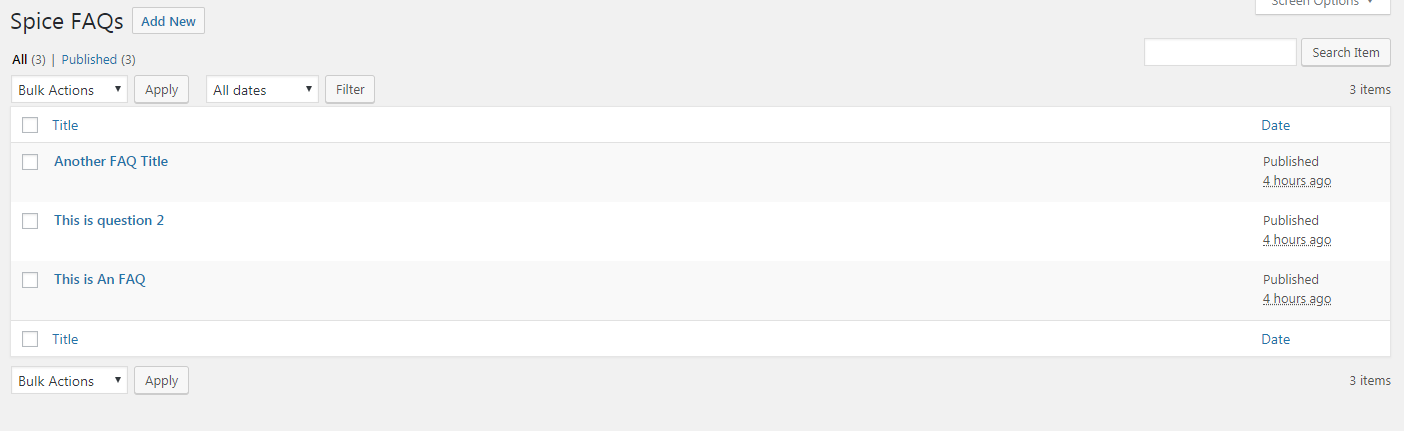 Spice FAQs Add New Screen Options
All (3) | Published (3) Search Item
Bulk Actions Apply All dates Filter 3 items
Title Date
Another FAQ Title Published
4 hours ago
This is question 2 Published
4 hours ago
This is An FAQ Published
4 hours ago
Title Date
Bulk Actions Apply 3 items